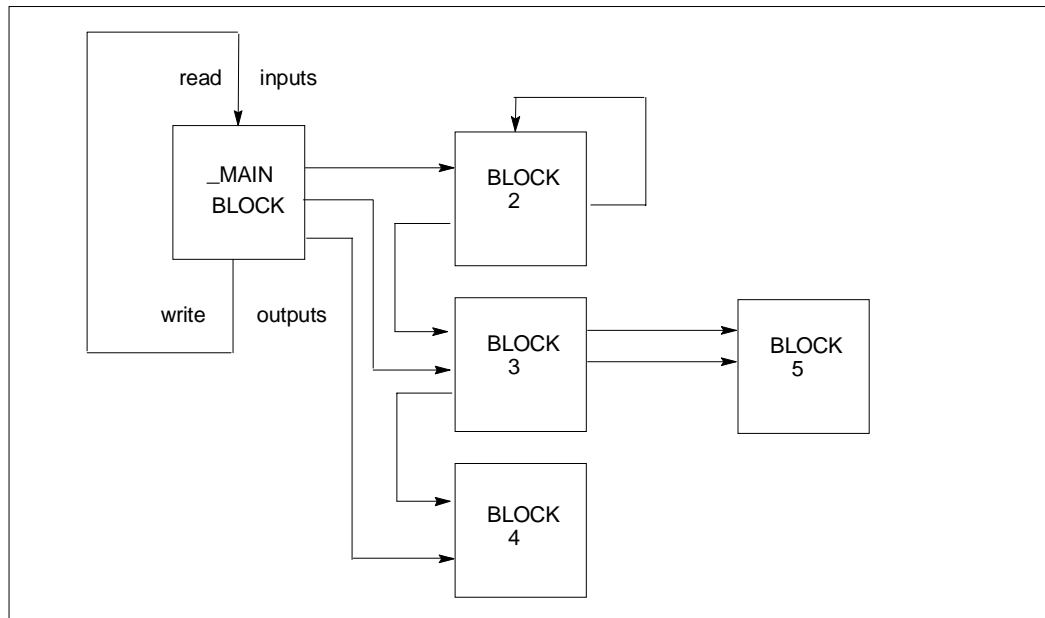 read inputs
_MAIN
BLOCK
write outputs
BLOCK
2
BLOCK
3
BLOCK
4
BLOCK
5